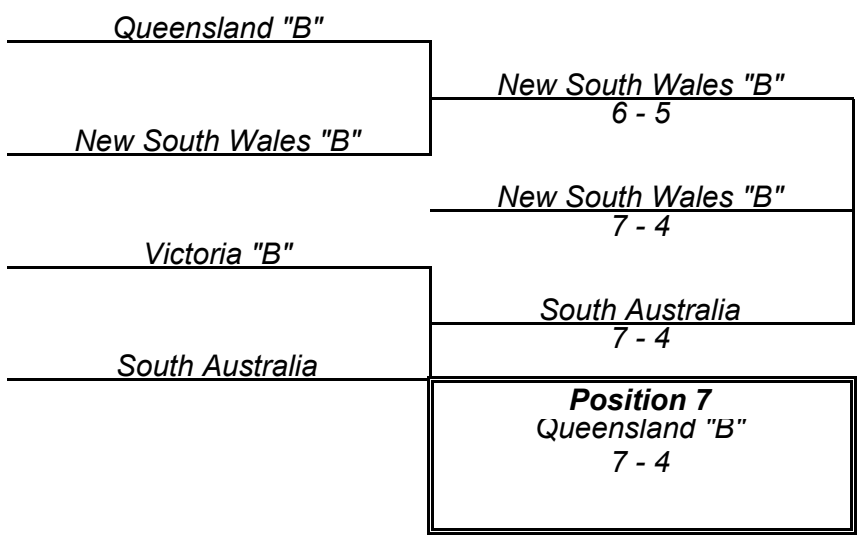 Queensland "B"
New South Wales "B"
6 - 5
New South Wales "B"
New South Wales "B"
7 - 4
Victoria "B"
South Australia
7 - 4
South Australia
Position 7
Queensland "B"
7 - 4